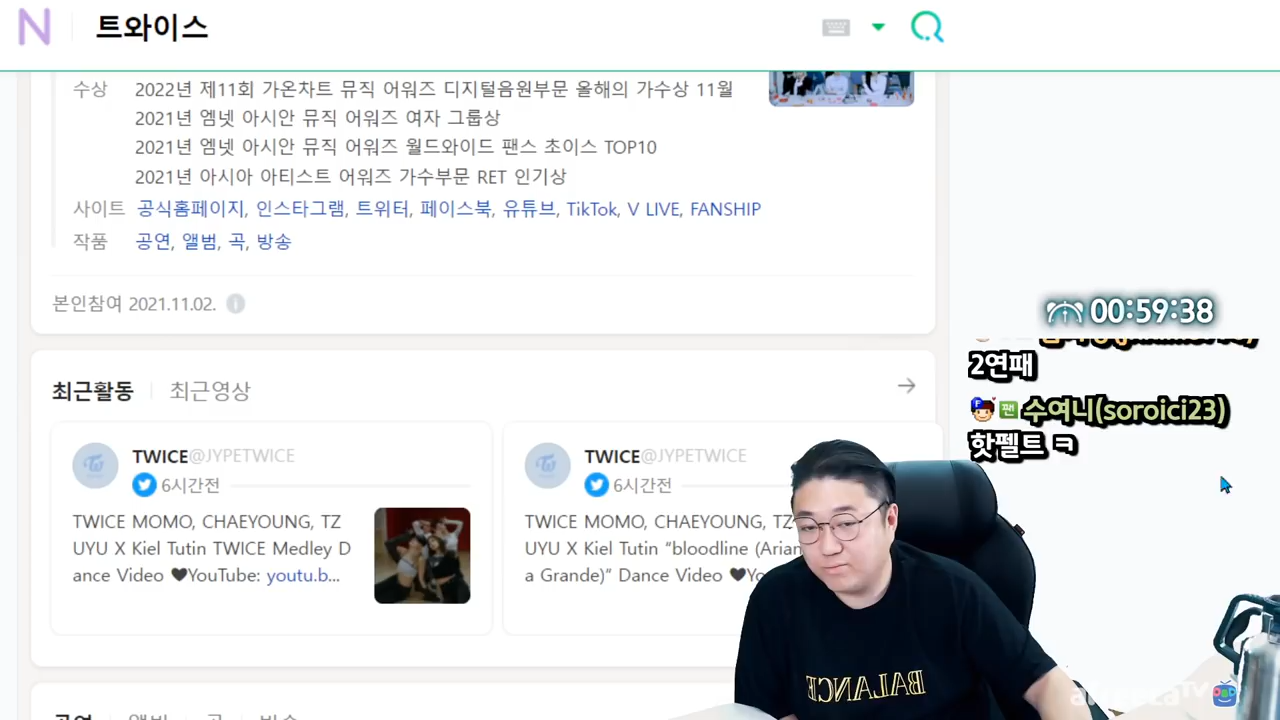 N 트와이스
수상 2022년 제11회 가온차트 뮤직 어워즈 디지털음원부문 올해의 가수상 11월
2021년 엠넷 아시안 뮤직 어워즈 여자 그룹상
2021년 엠넷 아시안 뮤직 어워즈 월드와이드 팬스 초이스 TOP10
2021년 아시아 아티스트 어워즈 가수부문 RET 인기상
사이트 공식홈페이지, 인스타그램, 트위터, 페이스북, 유튜브, TikTok, V LIVE, FANSHIP
작품 공연, 앨범, 곡, 방송
본인참여 2021.11.02.
최근활동 최근영상
TWICE@JYPETWICE
6시간전
TWICE MOMO, CHAEYOUNG, TZ
UYU X Kiel Tutin TWICE Medley D
ance Video 🖤YouTube: youtu.b...
TWICE@JYPETWICE
6시간전
TWICE MOMO, CHAEYOUNG, TZ
UYU X Kiel Tutin “bloodline (Arian
a Grande)” Dance Video 🖤Yo
00:59:38
2연패
팬 수여니(soroici23)
핫펠트 ㅋ
BALANCE
공연 앨범 곡 방송